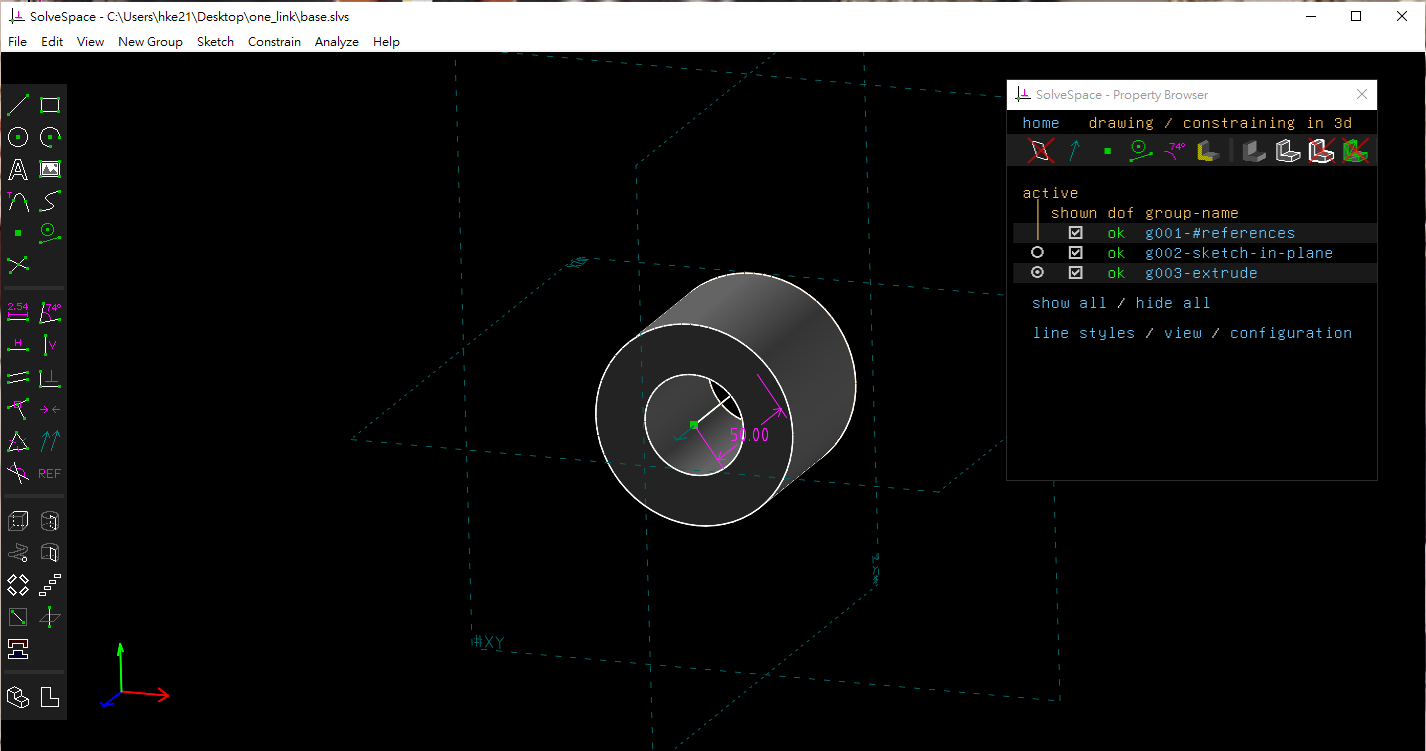 SolveSpace - C:\Users\hke21\Desktop\one_link\base.slvs
File Edit View New Group Sketch Constrain Analyze Help
SolveSpace - Property Browser
home drawing / constraining in 3d
74°
active
shown dof group-name
ok g001-#references
ok g002-sketch-in-plane
ok g003-extrude
show all / hide all
line styles / view / configuration
A
T
2.54 74°
H V
REF
50.00
#XY